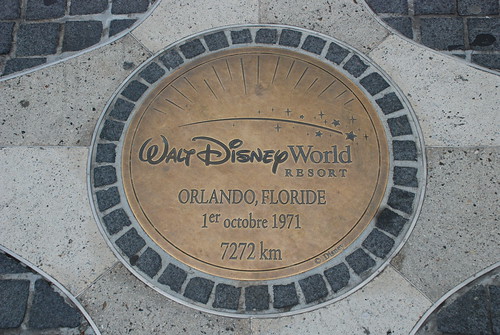 WALT DISNEY World
RESORT
ORLANDO, FLORIDE
1er octobre 1971
7272 km
© Disney